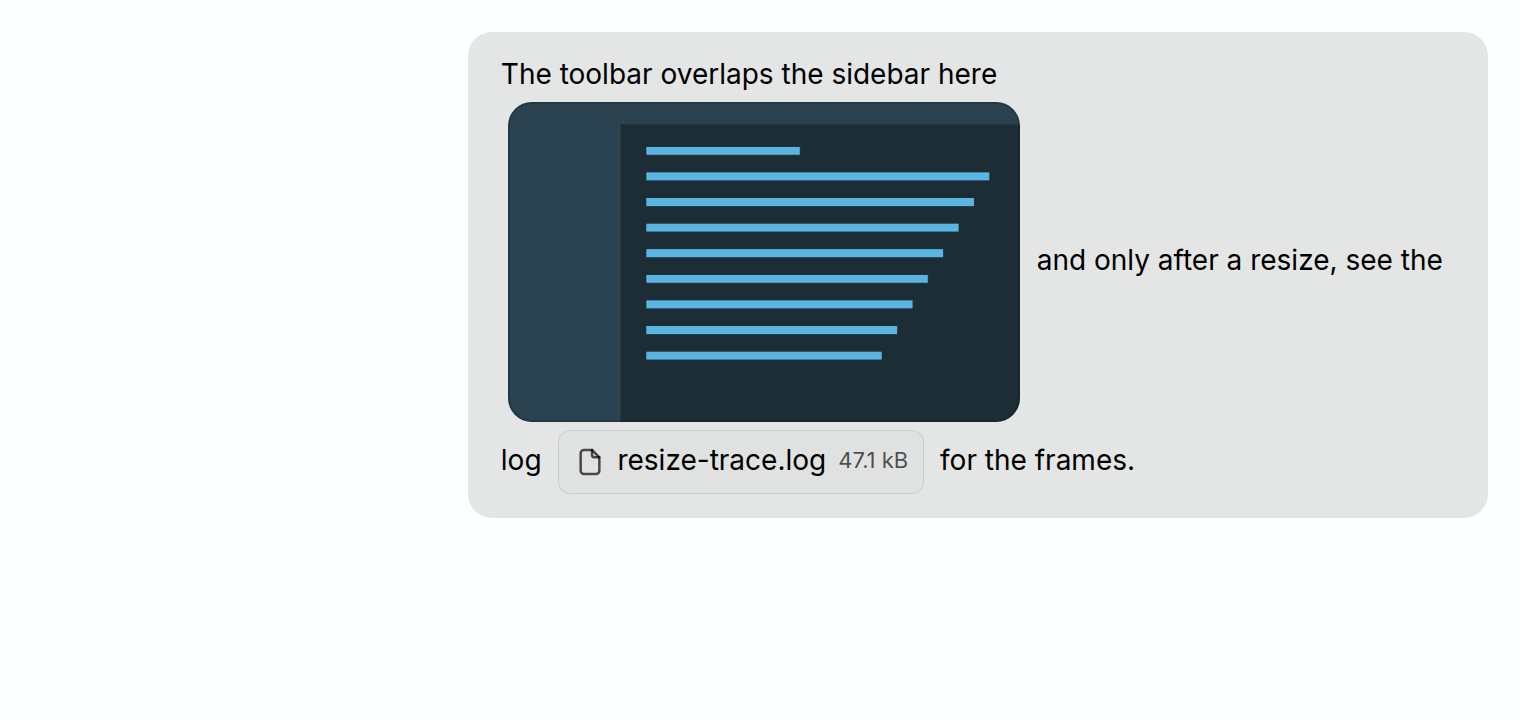 The toolbar overlaps the sidebar here
and only after a resize, see the
log resize-trace.log 47.1 kB for the frames.